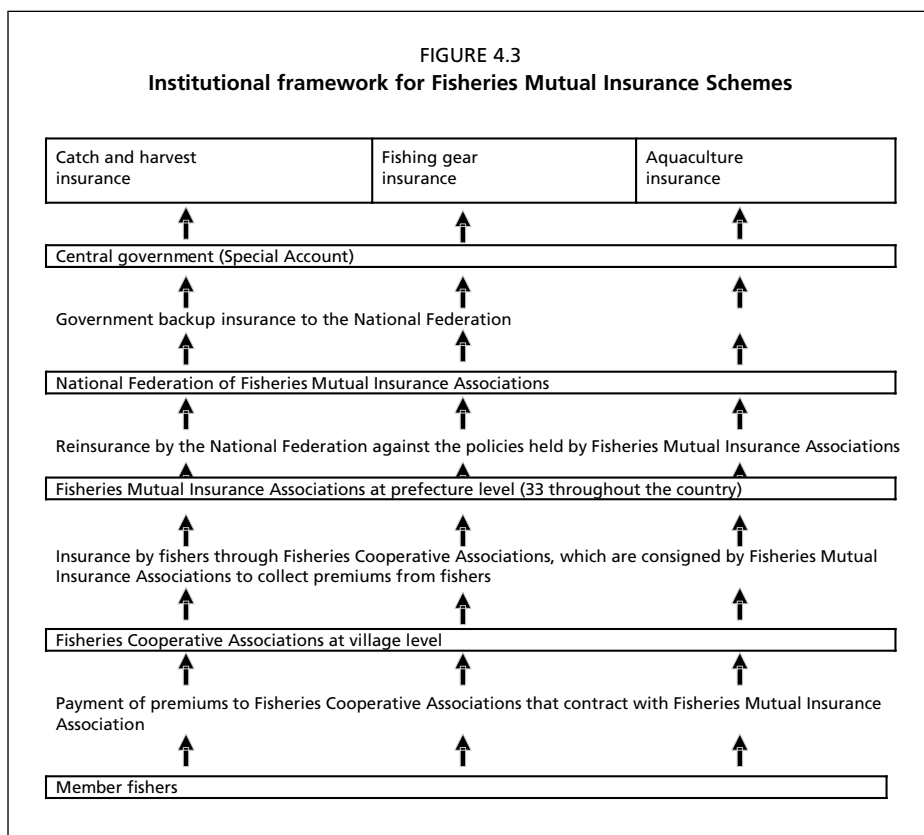 FIGURE 4.3
Institutional framework for Fisheries Mutual Insurance Schemes
Catch and harvest
insurance
Fishing gear
insurance
Aquaculture
insurance
Central government (Special Account)
Government backup insurance to the National Federation
National Federation of Fisheries Mutual Insurance Associations
Reinsurance by the National Federation against the policies held by Fisheries Mutual Insurance Associations
Fisheries Mutual Insurance Associations at prefecture level (33 throughout the country)
Insurance by fishers through Fisheries Cooperative Associations, which are consigned by Fisheries Mutual
Insurance Associations to collect premiums from fishers
Fisheries Cooperative Associations at village level
Payment of premiums to Fisheries Cooperative Associations that contract with Fisheries Mutual Insurance
Association
Member fishers